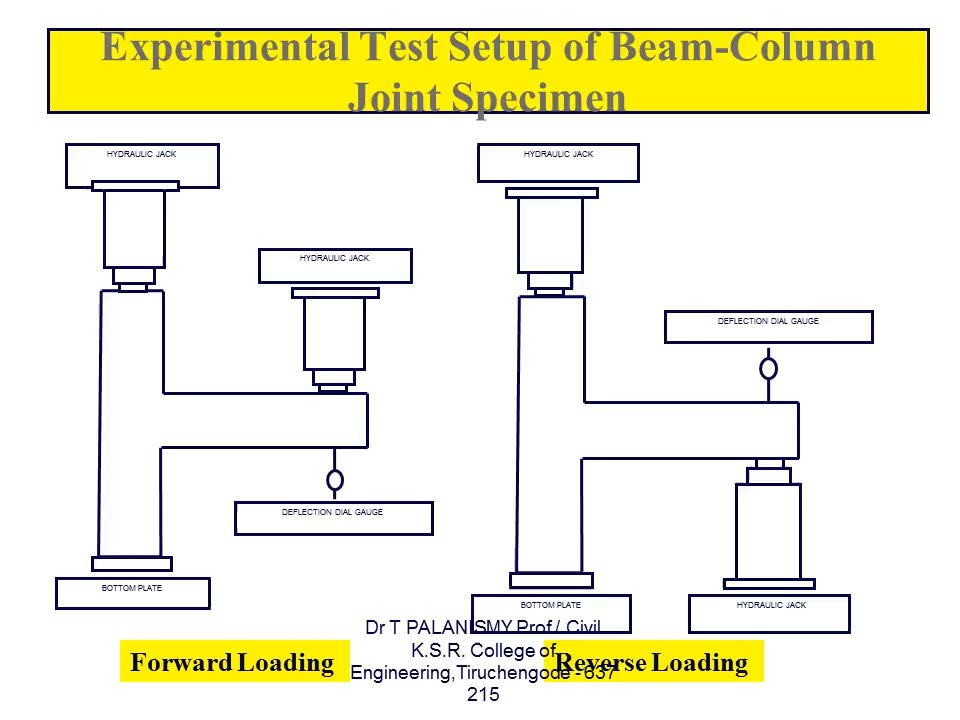 Experimental Test Setup of Beam-Column
Joint Specimen
HYDRAULIC JACK
HYDRAULIC JACK
HYDRAULIC JACK
DEFLECTION DIAL GAUGE
DEFLECTION DIAL GAUGE
BOTTOM PLATE
BOTTOM PLATE
HYDRAULIC JACK
Forward Loading
Reverse Loading
Dr T PALANISMY Prof / Civil
K.S.R. College of
Engineering,Tiruchengode - 637
215